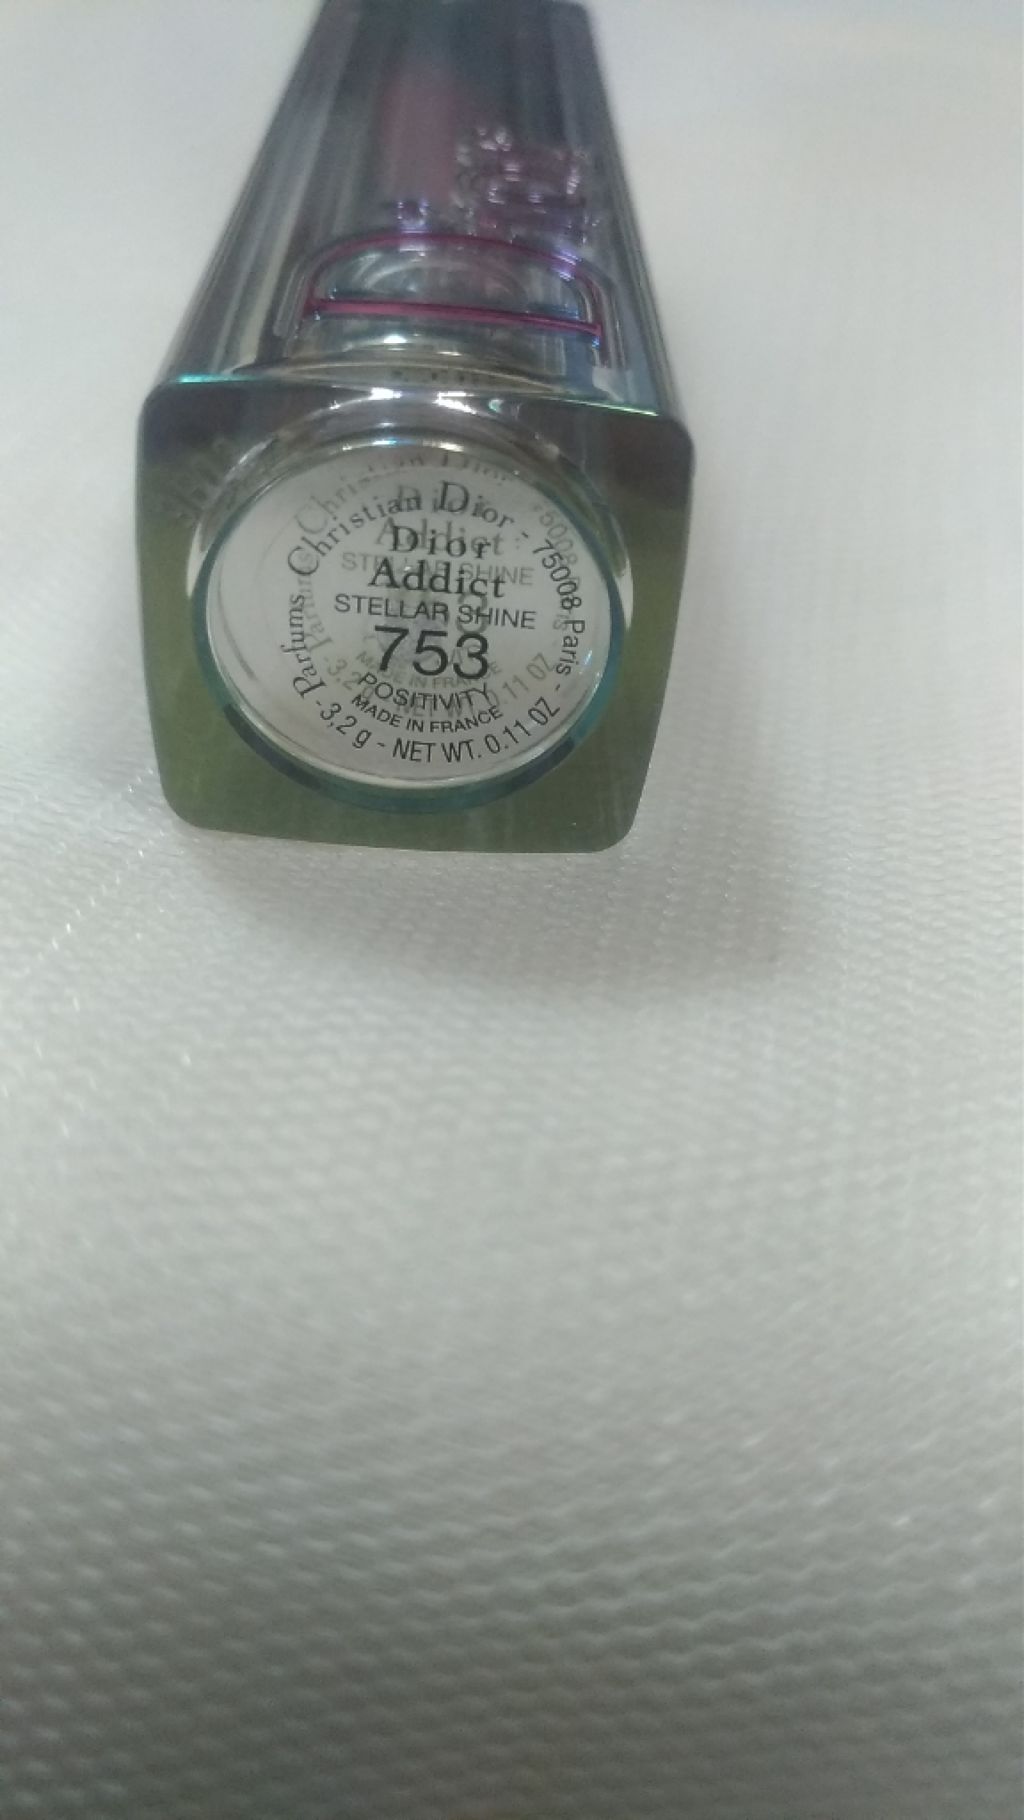 Parfums Christian Dior - 75008 Paris -
Dior
Addict
STELLAR SHINE
753
POSITIVITY
MADE IN FRANCE
-3,2 g - NET WT. 0.11 OZ